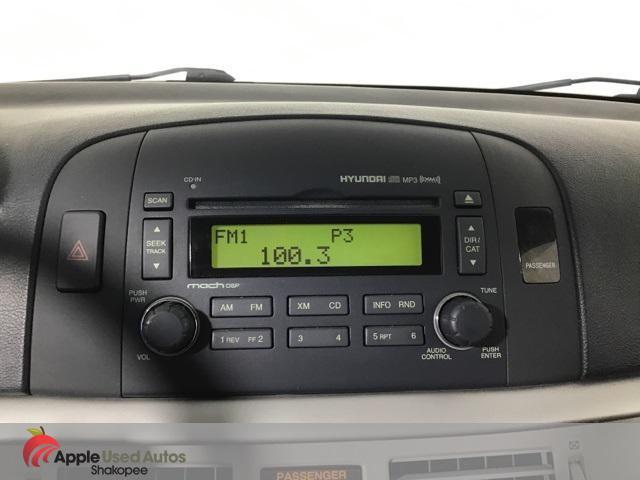 CD-IN
HYUNDAI MP3 XM
SCAN
FM1 P3
100.3
SEEK
TRACK
DIR/
CAT
PASSENGER
mach DSP
PUSH
PWR
TUNE
AM FM
XM CD
INFO RND
1 REV FF 2
3 4
5 RPT 6
VOL
AUDIO
CONTROL
PUSH
ENTER
Apple Used Autos
Shakopee
PASSENGER